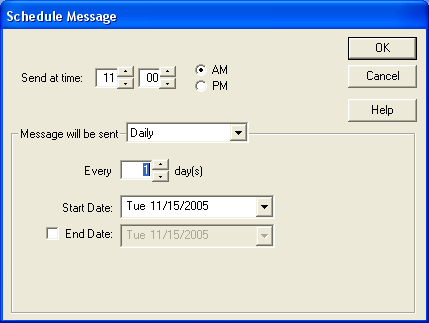 Schedule Message
OK
Send at time: 11 00 AM
PM
Cancel
Help
Message will be sent Daily
Every 1 day(s)
Start Date: Tue 11/15/2005
End Date: Tue 11/15/2005